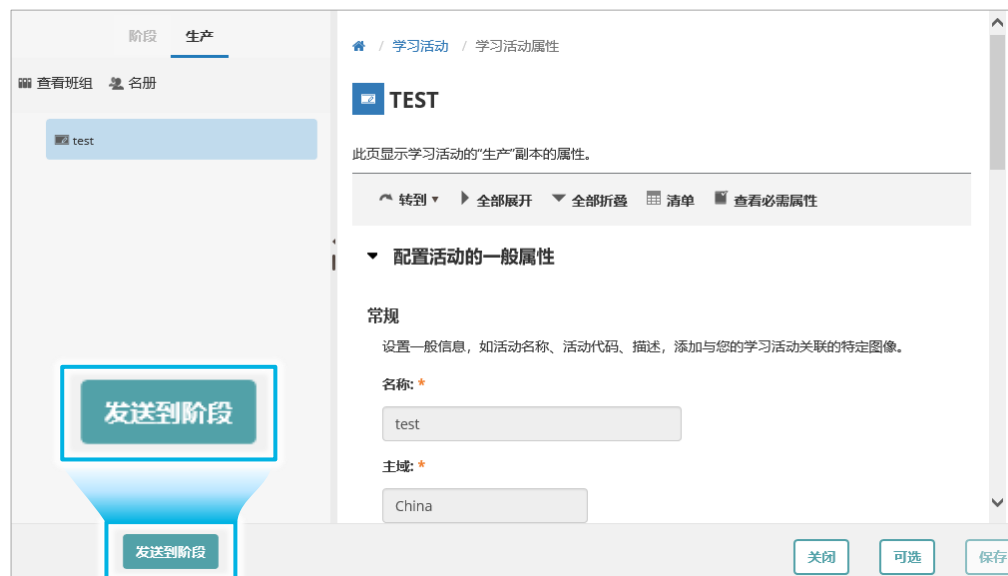 阶段 生产
查看班组 名册
test
/ 学习活动 / 学习活动属性
TEST
此页显示学习活动的"生产"副本的属性。
转到 全部展开 全部折叠 清单 查看必需属性
配置活动的一般属性
常规
设置一般信息，如活动名称、活动代码、描述，添加与您的学习活动关联的特定图像。
名称: *
test
主域: *
China
发送到阶段
发送到阶段
关闭 可选 保存